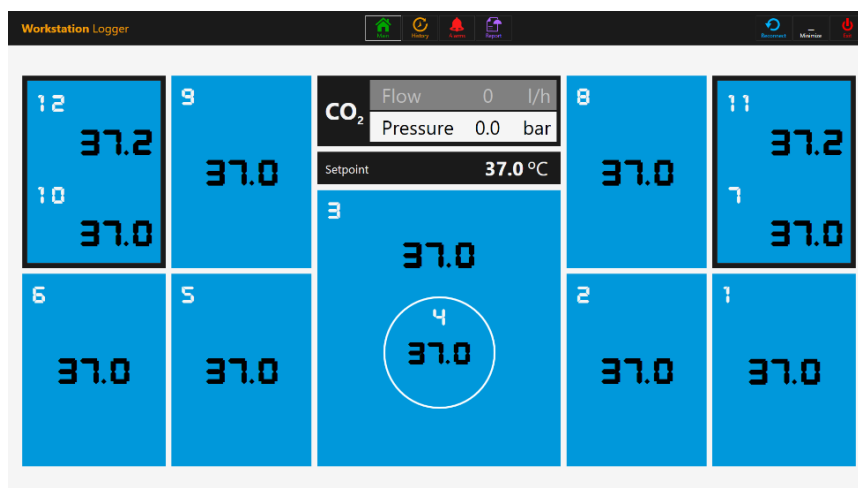 Workstation Logger
Main History Alarms Report Reconnect Minimize Exit
12 37.2
10 37.0
9 37.0
CO2 Flow 0 l/h
Pressure 0.0 bar
Setpoint 37.0 °C
8 37.0
11 37.2
7 37.0
3 37.0
4 37.0
6 37.0
5 37.0
2 37.0
1 37.0